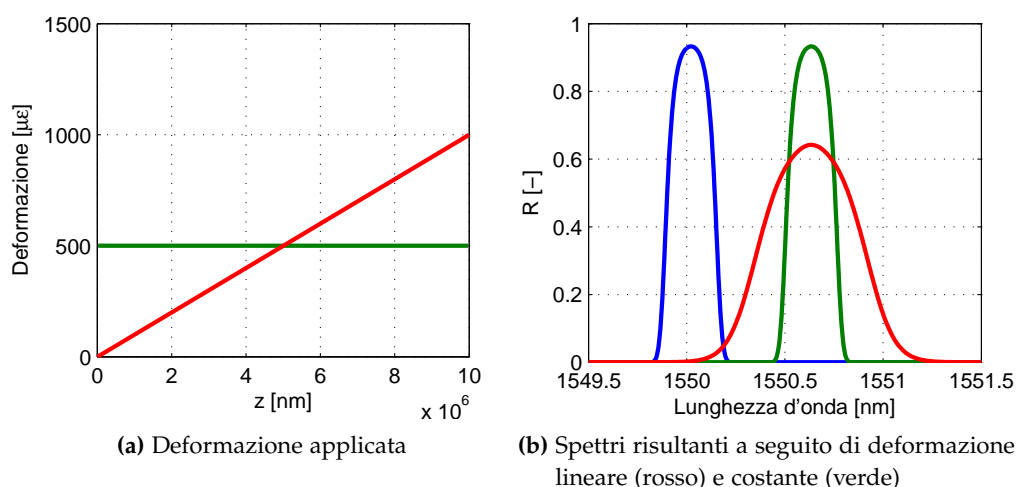 1500
1000
500
0
Deformazione [με]
0 2 4 6 8 10
z [nm]
x 10^6
(a) Deformazione applicata
1
0.8
0.6
0.4
0.2
0
R [−]
1549.5 1550 1550.5 1551 1551.5
Lunghezza d'onda [nm]
(b) Spettri risultanti a seguito di deformazione
lineare (rosso) e costante (verde)